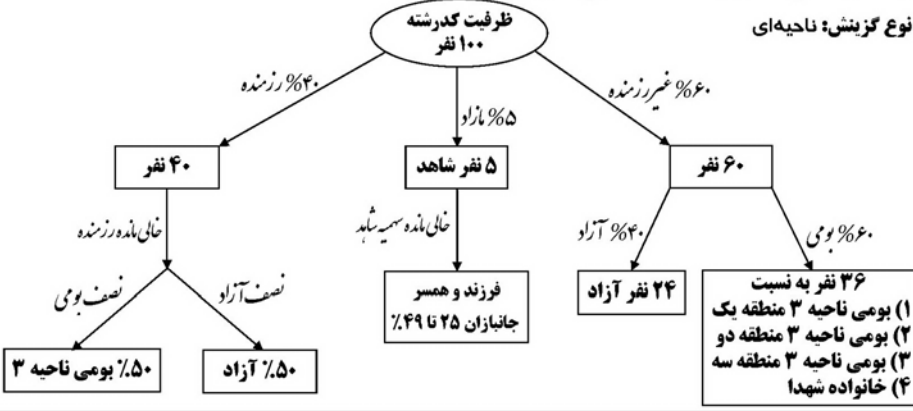 نوع گزینش: ناحیه‌ای
ظرفیت کدرشته
۱۰۰ نفر
۶۰% غیررزمنده
۵% مازاد
۴۰% رزمنده
۶۰ نفر
۵ نفر شاهد
۴۰ نفر
۶۰% بومی
۴۰% آزاد
خالی مانده سهمیه شاهد
خالی مانده رزمنده
۳۶ نفر به نسبت
۱) بومی ناحیه ۳ منطقه یک
۲) بومی ناحیه ۳ منطقه دو
۳) بومی ناحیه ۳ منطقه سه
۴) خانواده شهدا
۲۴ نفر آزاد
فرزند و همسر
جانبازان ۲۵ تا ۴۹٪
نصف آزاد
نصف بومی
۵۰٪ آزاد
۵۰٪ بومی ناحیه ۳